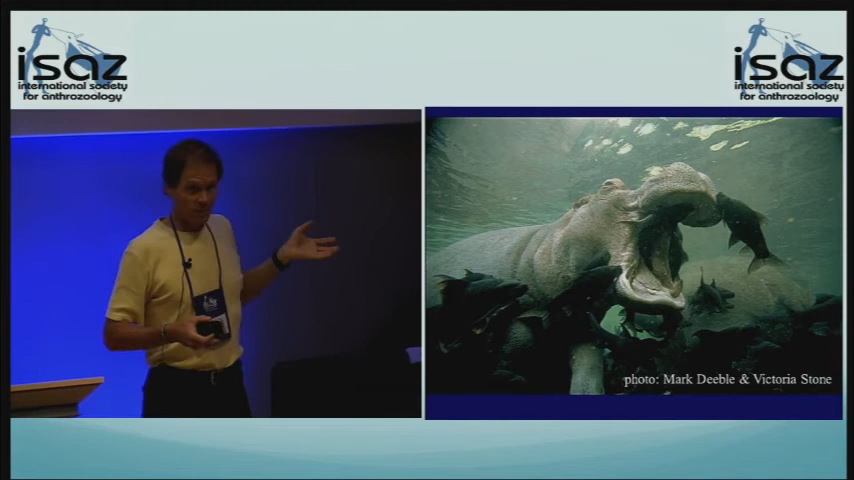 isaz
international society
for anthrozoology
isaz
international society
for anthrozoology
photo: Mark Deeble & Victoria Stone